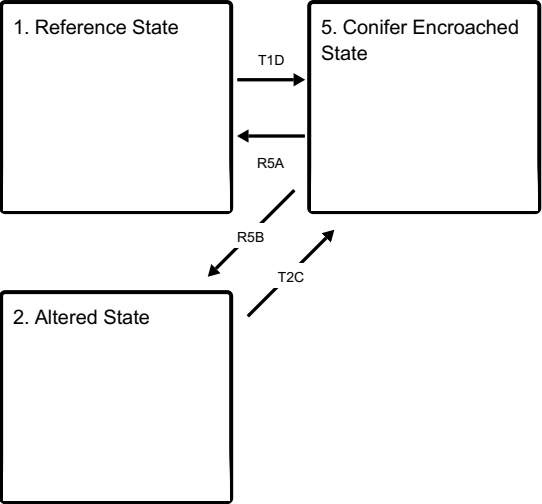 1. Reference State
5. Conifer Encroached
State
T1D
R5A
R5B
T2C
2. Altered State